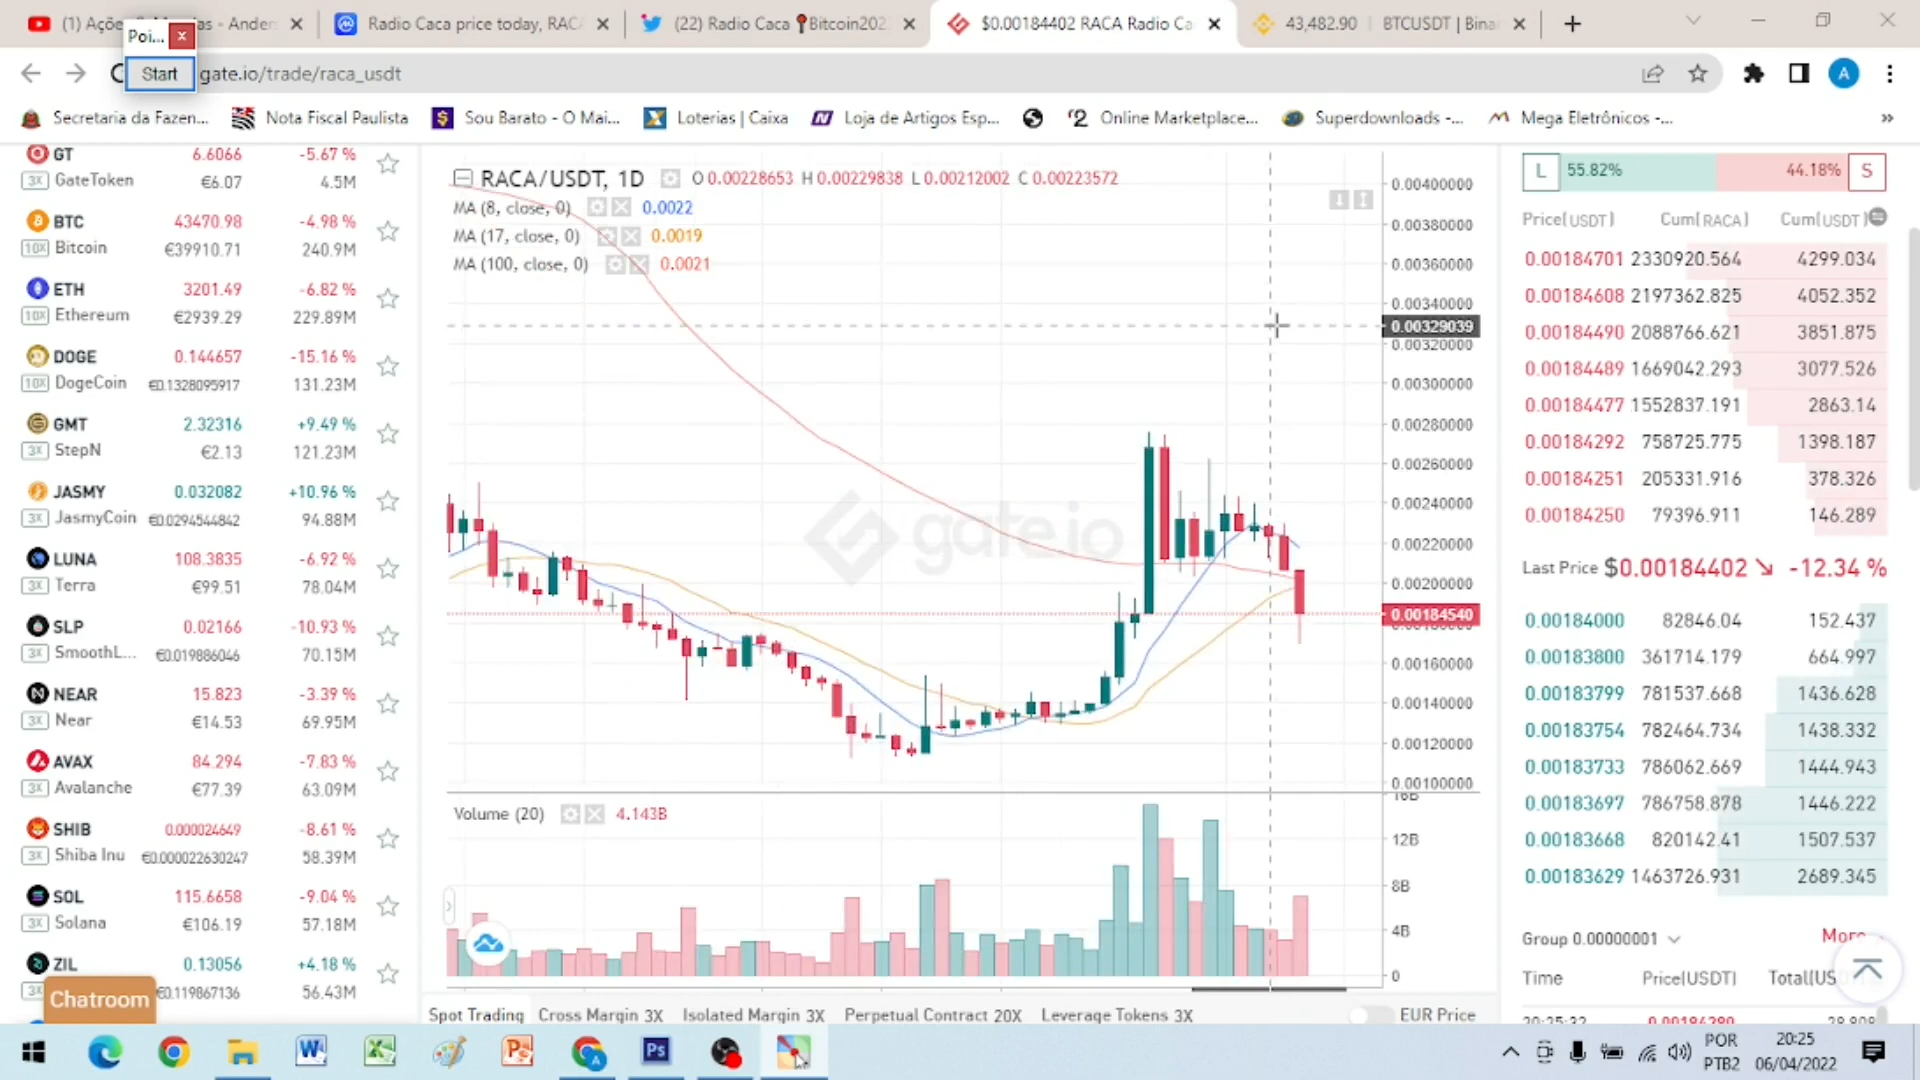 (1) Açõe
as - Ander
Radio Caca price today, RACA
(22) Radio Caca 📍Bitcoin202
$0.00184402 RACA Radio Ca
43,482.90 | BTCUSDT | Bina
Poi...
Start
gate.io/trade/raca_usdt
A
Secretaria da Fazen...
Nota Fiscal Paulista
Sou Barato - O Mai...
Loterias | Caixa
Loja de Artigos Esp...
Online Marketplace...
Superdownloads -...
Mega Eletrônicos -...
»
GT 6.6066 -5.67 %
3X GateToken €6.07 4.5M
BTC 43470.98 -4.98 %
10X Bitcoin €39910.71 240.9M
ETH 3201.49 -6.82 %
10X Ethereum €2939.29 229.89M
DOGE 0.144657 -15.16 %
10X DogeCoin €0.1328095917 131.23M
GMT 2.32316 +9.49 %
3X StepN €2.13 121.23M
JASMY 0.032082 +10.96 %
3X JasmyCoin €0.0294544842 94.88M
LUNA 108.3835 -6.92 %
3X Terra €99.51 78.04M
SLP 0.02166 -10.93 %
3X SmoothL... €0.019886046 70.15M
NEAR 15.823 -3.39 %
3X Near €14.53 69.95M
AVAX 84.294 -7.83 %
3X Avalanche €77.39 63.09M
SHIB 0.000024649 -8.61 %
3X Shiba Inu €0.000022630247 58.39M
SOL 115.6658 -9.04 %
3X Solana €106.19 57.18M
ZIL 0.13056 +4.18 %
3X €0.119867136 56.43M
Chatroom
RACA/USDT, 1D O 0.00228653 H 0.00229838 L 0.00212002 C 0.00223572
MA (8, close, 0) 0.0022
MA (17, close, 0) 0.0019
MA (100, close, 0) 0.0021
gate.io
0.00400000
0.00380000
0.00360000
0.00340000
0.00329039
0.00320000
0.00300000
0.00280000
0.00260000
0.00240000
0.00220000
0.00200000
0.00184540
0.00160000
0.00140000
0.00120000
0.00100000
Volume (20) 4.143B
16B
12B
8B
4B
0
Spot Trading Cross Margin 3X Isolated Margin 3X Perpetual Contract 20X Leverage Tokens 3X EUR Price
L 55.82% 44.18% S
Price(USDT) Cum(RACA) Cum(USDT)
0.00184701 2330920.564 4299.034
0.00184608 2197362.825 4052.352
0.00184490 2088766.621 3851.875
0.00184489 1669042.293 3077.526
0.00184477 1552837.191 2863.14
0.00184292 758725.775 1398.187
0.00184251 205331.916 378.326
0.00184250 79396.911 146.289
Last Price $0.00184402 ↘ -12.34 %
0.00184000 82846.04 152.437
0.00183800 361714.179 664.997
0.00183799 781537.668 1436.628
0.00183754 782464.734 1438.332
0.00183733 786062.669 1444.943
0.00183697 786758.878 1446.222
0.00183668 820142.41 1507.537
0.00183629 1463726.931 2689.345
Group 0.00000001 More
Time Price(USDT) Total(US
20:25:32 0.00184280 28.808
POR
PTB2
20:25
06/04/2022